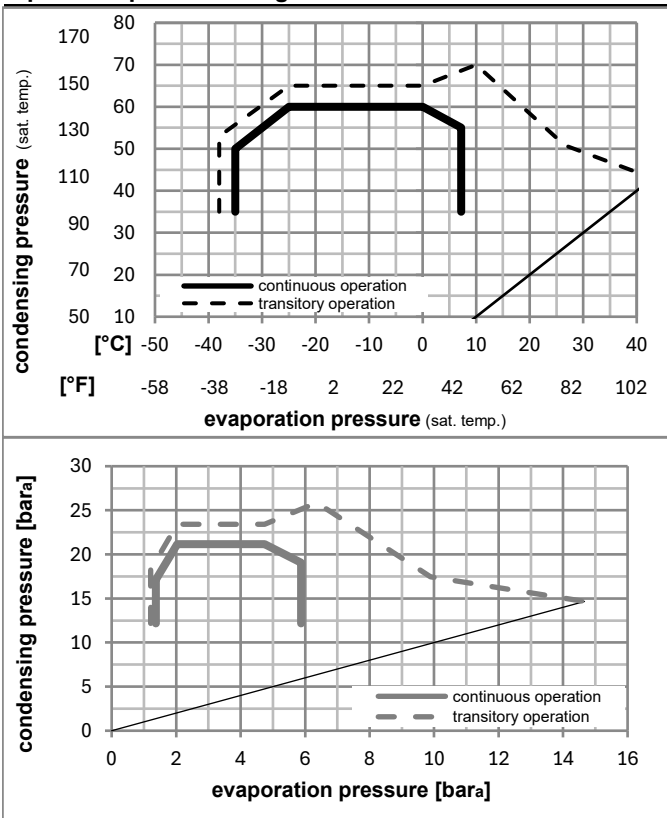 condensing pressure (sat. temp.)
170 80
70
150 60
130 50
110 40
90 30
70 20
50 10
continuous operation
transitory operation
[°C] -50 -40 -30 -20 -10 0 10 20 30 40
[°F] -58 -38 -18 2 22 42 62 82 102
evaporation pressure (sat. temp.)
condensing pressure [bara]
30
25
20
15
10
5
0
continuous operation
transitory operation
0 2 4 6 8 10 12 14 16
evaporation pressure [bara]